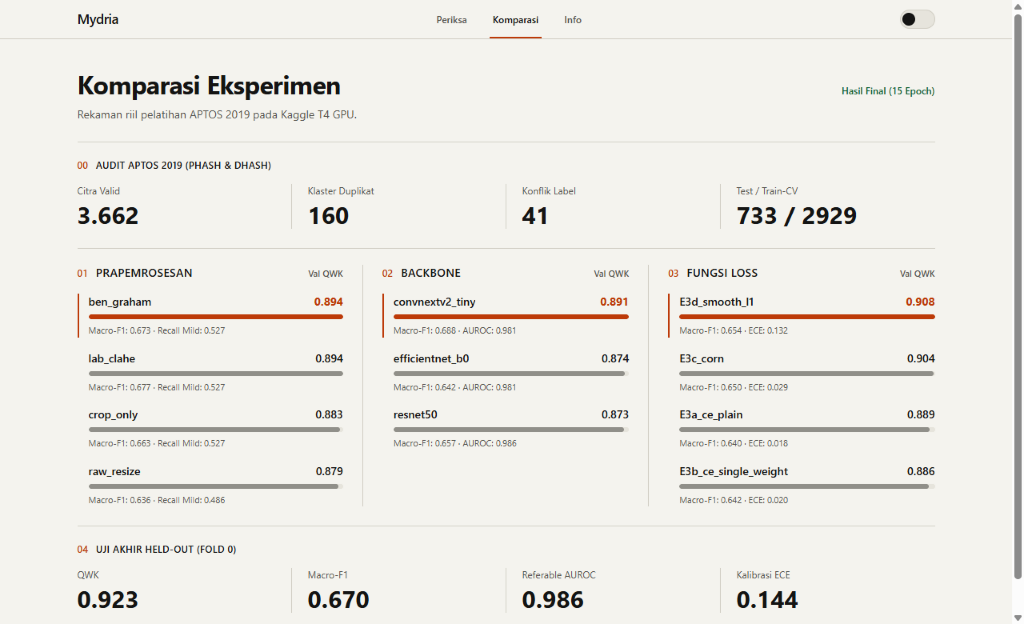 Mydria
Periksa
Komparasi
Info
Komparasi Eksperimen
Rekaman riil pelatihan APTOS 2019 pada Kaggle T4 GPU.
Hasil Final (15 Epoch)
00 AUDIT APTOS 2019 (PHASH & DHASH)
Citra Valid
3.662
Klaster Duplikat
160
Konflik Label
41
Test / Train-CV
733 / 2929
01 PRAPEMROSESAN Val QWK
ben_graham 0.894
Macro-F1: 0.673 · Recall Mild: 0.527
lab_clahe 0.894
Macro-F1: 0.677 · Recall Mild: 0.527
crop_only 0.883
Macro-F1: 0.663 · Recall Mild: 0.527
raw_resize 0.879
Macro-F1: 0.636 · Recall Mild: 0.486
02 BACKBONE Val QWK
convnextv2_tiny 0.891
Macro-F1: 0.688 · AUROC: 0.981
efficientnet_b0 0.874
Macro-F1: 0.642 · AUROC: 0.981
resnet50 0.873
Macro-F1: 0.657 · AUROC: 0.986
03 FUNGSI LOSS Val QWK
E3d_smooth_l1 0.908
Macro-F1: 0.654 · ECE: 0.132
E3c_corn 0.904
Macro-F1: 0.650 · ECE: 0.029
E3a_ce_plain 0.889
Macro-F1: 0.640 · ECE: 0.018
E3b_ce_single_weight 0.886
Macro-F1: 0.642 · ECE: 0.020
04 UJI AKHIR HELD-OUT (FOLD 0)
QWK
0.923
Macro-F1
0.670
Referable AUROC
0.986
Kalibrasi ECE
0.144